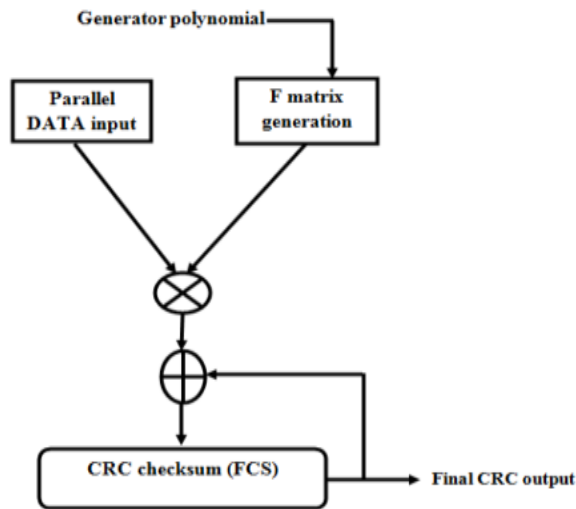 Generator polynomial
Parallel
DATA input
F matrix
generation
CRC checksum (FCS)
Final CRC output